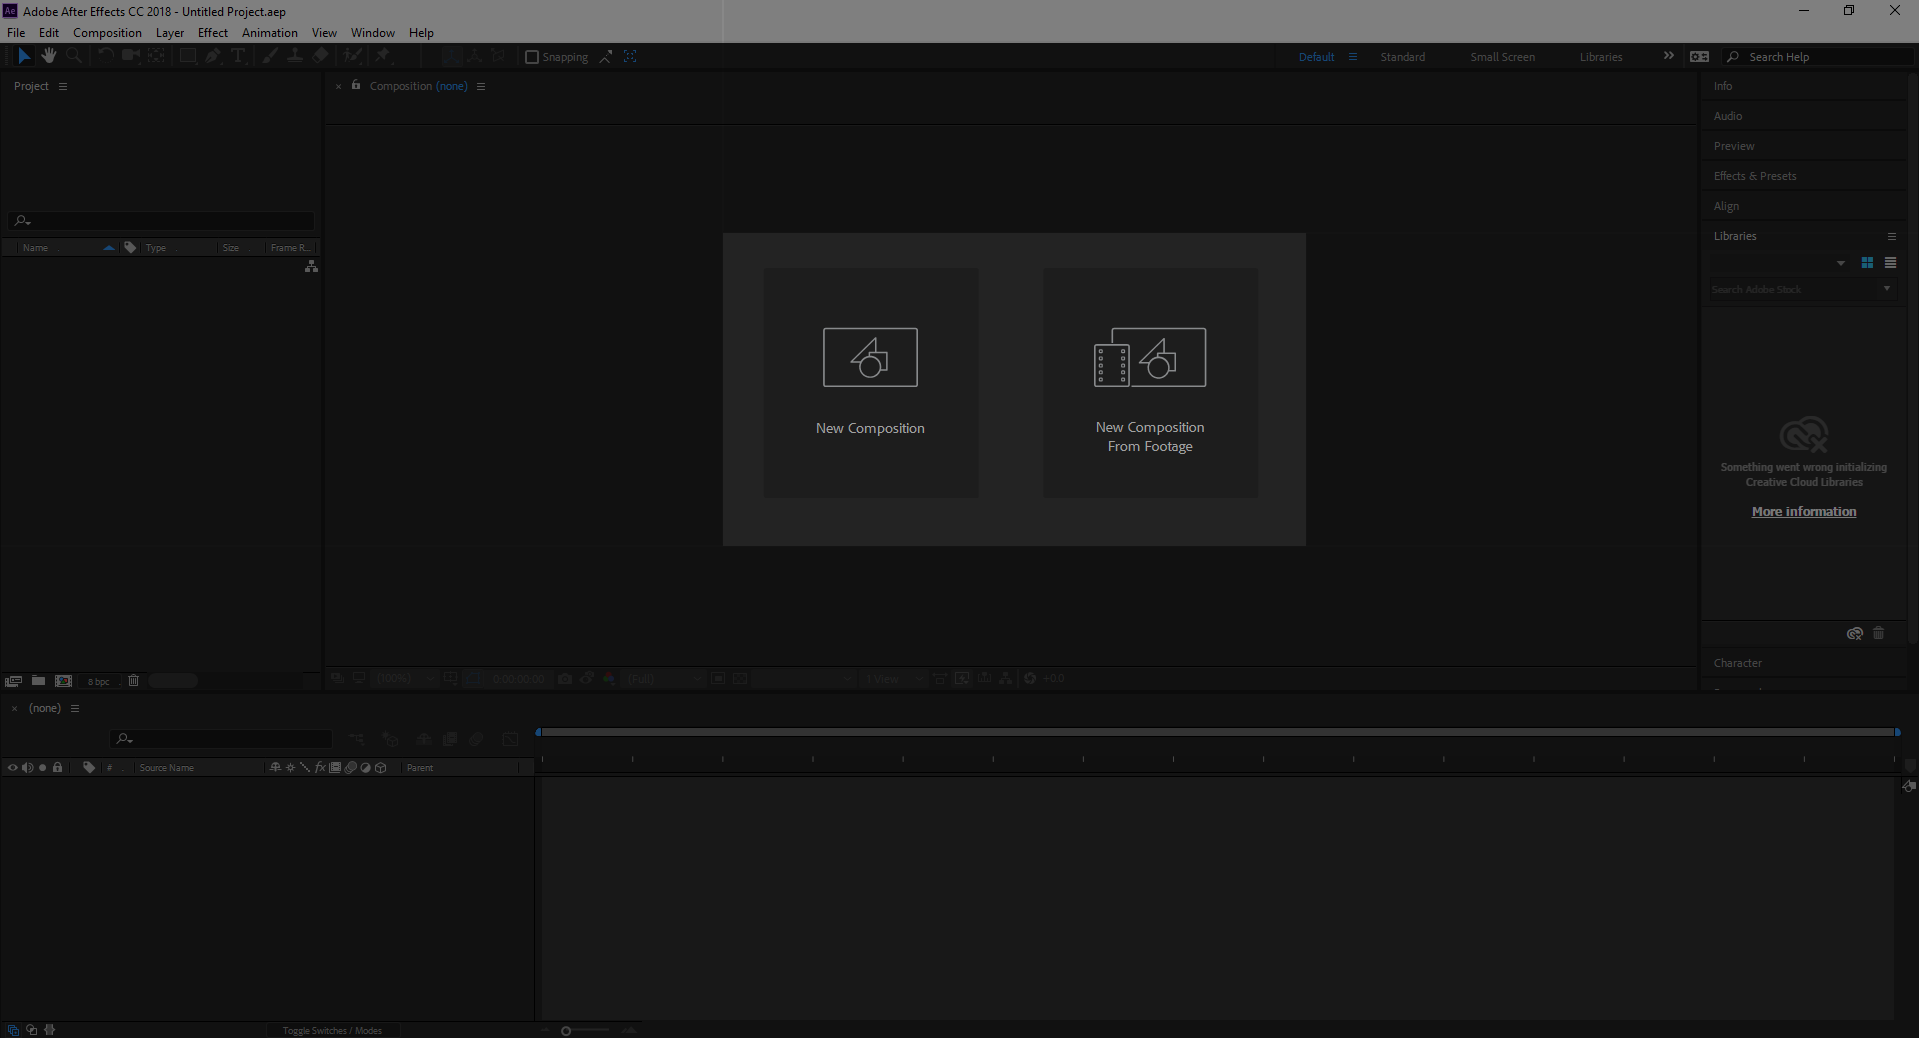 Ae Adobe After Effects CC 2018 - Untitled Project.aep
File Edit Composition Layer Effect Animation View Window Help
Snapping
Default Standard Small Screen Libraries Search Help
Project
Composition (none)
Name Type Size Frame R...
8 bpc
New Composition
New Composition
From Footage
(100%) 0:00:00:00 (Full) 1 View +0.0
Info
Audio
Preview
Effects & Presets
Align
Libraries
Search Adobe Stock
Something went wrong initializing
Creative Cloud Libraries
More information
Character
(none)
# Source Name fx Parent
Toggle Switches / Modes